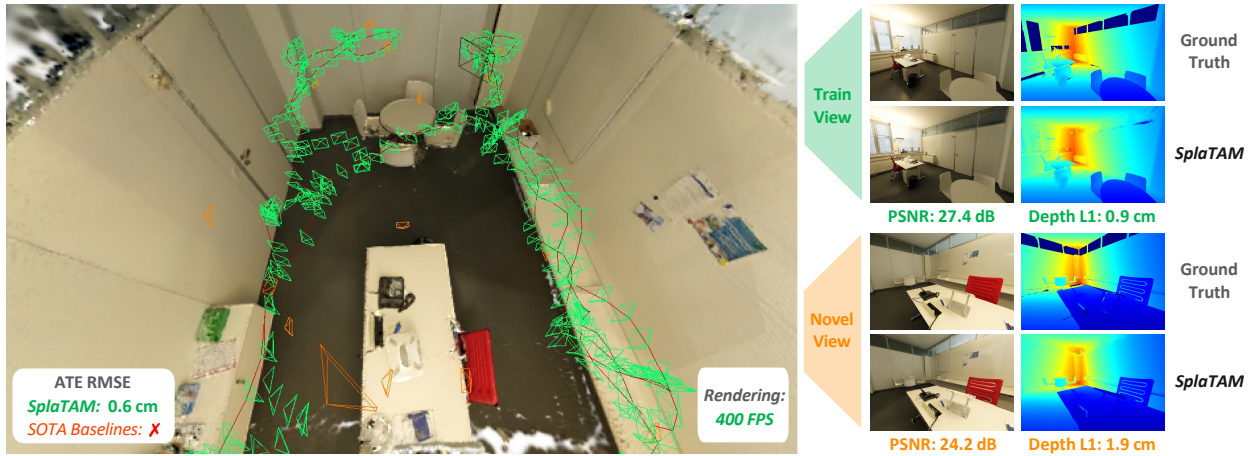 ATE RMSE
SplaTAM: 0.6 cm
SOTA Baselines: ✗
Rendering:
400 FPS
Train
View
Ground
Truth
SplaTAM
PSNR: 27.4 dB
Depth L1: 0.9 cm
Novel
View
Ground
Truth
SplaTAM
PSNR: 24.2 dB
Depth L1: 1.9 cm